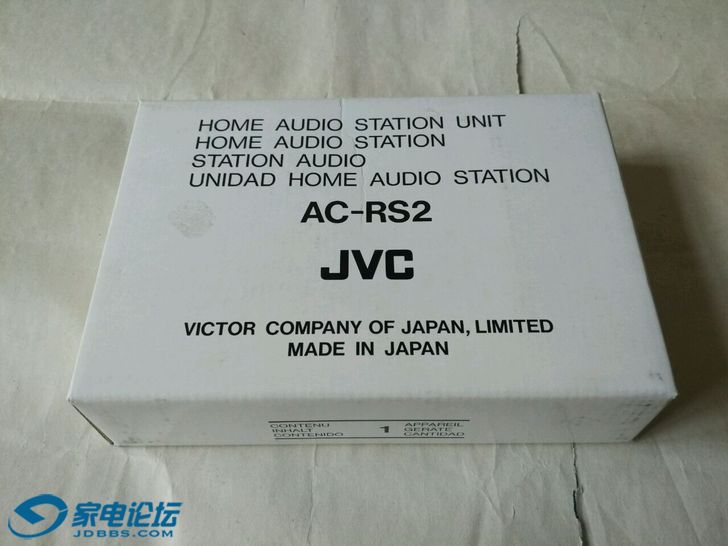 HOME AUDIO STATION UNIT
HOME AUDIO STATION
STATION AUDIO
UNIDAD HOME AUDIO STATION
AC-RS2
JVC
VICTOR COMPANY OF JAPAN, LIMITED
MADE IN JAPAN
CONTENU APPAREIL
INHALT 1 GERÄTE
CONTENIDO CANTIDAD
家电论坛
JDBBS.COM